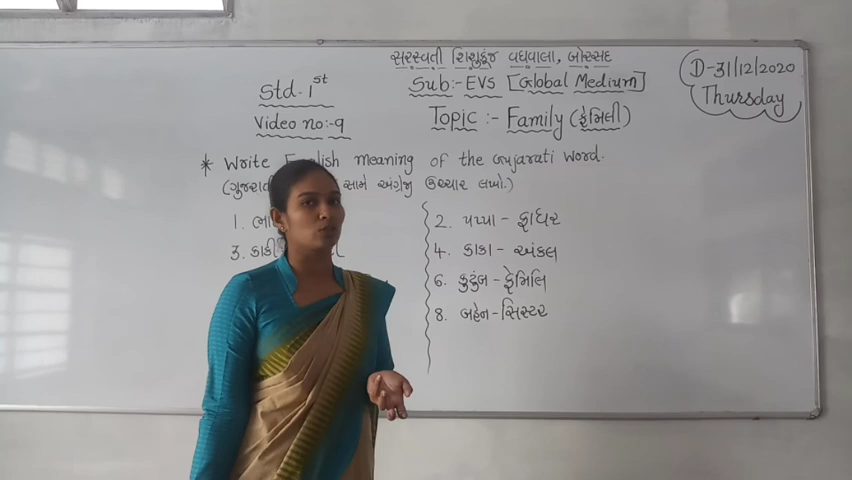 સરસ્વતી શિશુકુંજ વઘવાલા, બોરસદ
D-31/12/2020
Thursday
Std. 1st
Sub:- EVS [Global Medium]
Video no:-9
Topic :- Family (ફેમિલી)
* Write English meaning of the Gujarati word.
(ગુજરાતી સામે અંગ્રેજી ઉચ્ચાર લખો.)
1. ભા
2. પપ્પા - ફાધર
3. કાકી
4. કાકા - અંકલ
6. કુટુંબ - ફેમિલિ
8. બહેન - સિસ્ટર